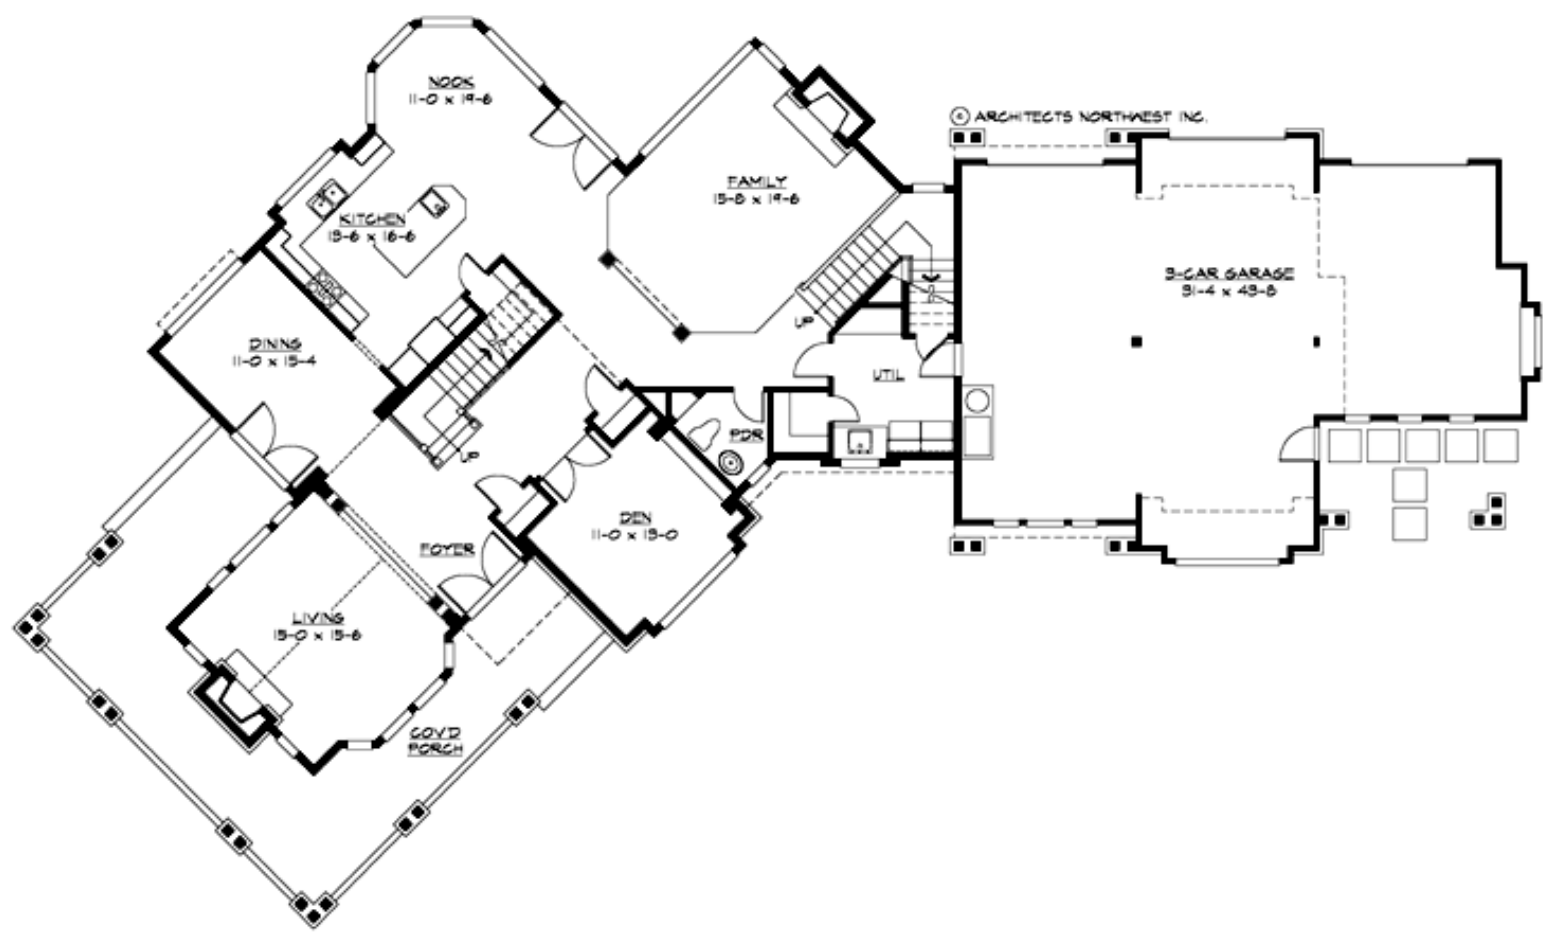 NOOK
11-0 x 19-6
© ARCHITECTS NORTHWEST INC.
FAMILY
15-8 x 19-6
KITCHEN
13-6 x 16-6
3-CAR GARAGE
31-4 x 43-8
UP
DINING
11-0 x 15-4
UTIL
PDR
UP
DEN
11-0 x 13-0
FOYER
LIVING
15-0 x 15-6
COV'D
PORCH